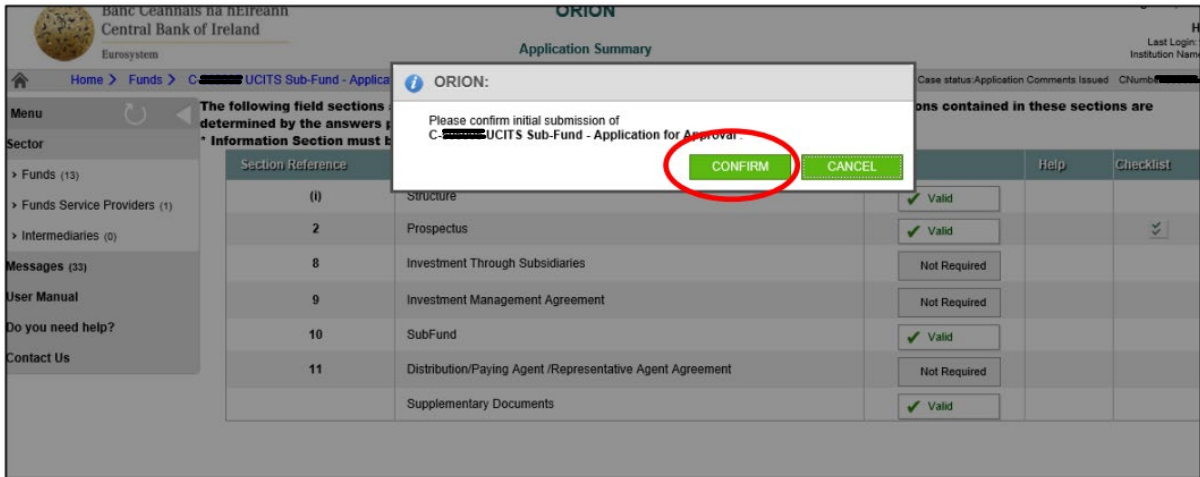 Banc Ceannais na hÉireann
Central Bank of Ireland
Eurosystem
ORION
Application Summary
H
Last Login:
Institution Name
Home > Funds > C- UCITS Sub-Fund - Applica
Case status:Application Comments Issued CNumbe
Menu
Sector
> Funds (13)
> Funds Service Providers (1)
> Intermediaries (0)
Messages (33)
User Manual
Do you need help?
Contact Us
The following field sections
ons contained in these sections are
determined by the answers p
* Information Section must b
ORION:
Please confirm initial submission of
C- UCITS Sub-Fund - Application for Approval .
CONFIRM CANCEL
Section Reference Help Checklist
(i) Structure Valid
2 Prospectus Valid
8 Investment Through Subsidiaries Not Required
9 Investment Management Agreement Not Required
10 SubFund Valid
11 Distribution/Paying Agent /Representative Agent Agreement Not Required
Supplementary Documents Valid